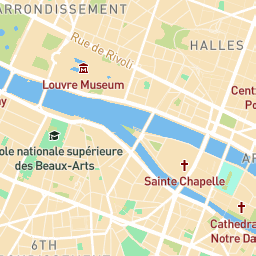 ARRONDISSEMENT
Rue de Rivoli
HALLES
Louvre Museum
Cent
Po
ny
ole nationale supérieure
des Beaux-Arts
AR
Sainte Chapelle
Cathedra
Notre Da
6TH